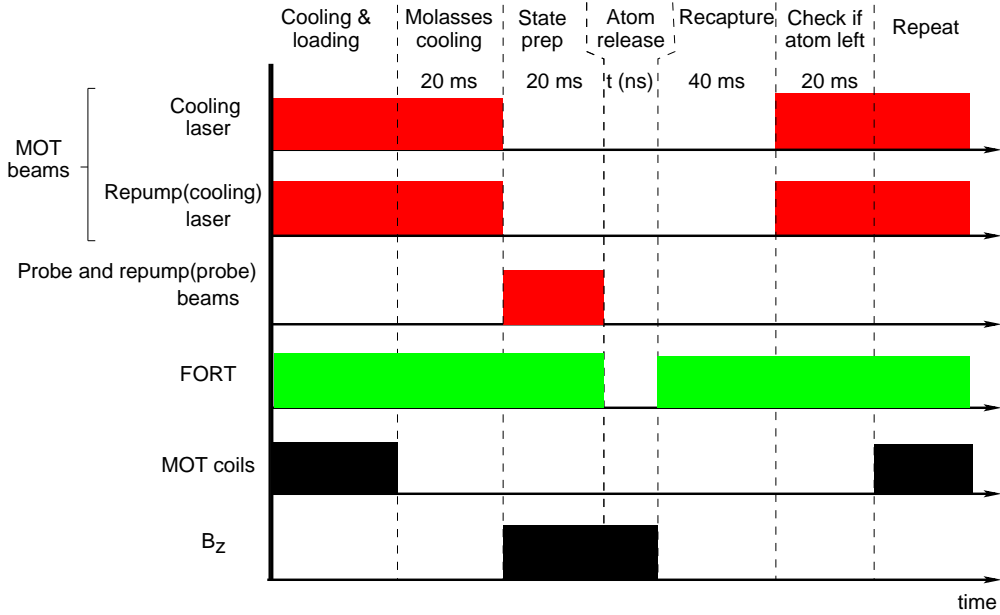 Cooling &
loading
Molasses
cooling
State
prep
Atom
release
Recapture
Check if
atom left
Repeat
20 ms
20 ms
t (ns)
40 ms
20 ms
MOT
beams
Cooling
laser
Repump(cooling)
laser
Probe and repump(probe)
beams
FORT
MOT coils
BZ
time